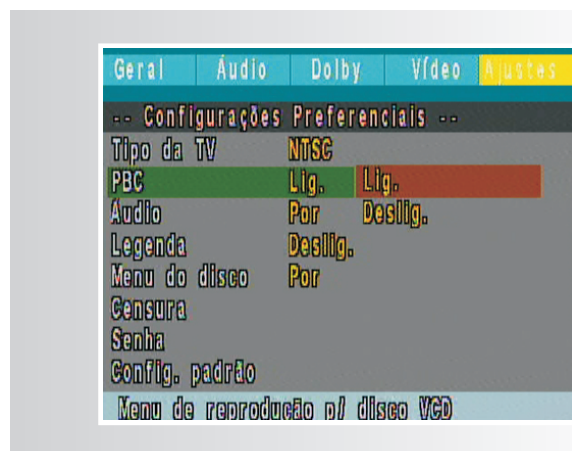 Geral Áudio Dolby Vídeo Ajustes
-- Configurações Preferenciais --
Tipo da TV NTSC
PBC Lig. Lig.
Áudio Por Deslig.
Legenda Deslig.
Menu do disco Por
Censura
Senha
Config. padrão
Menu de reprodução p/ disco VCD